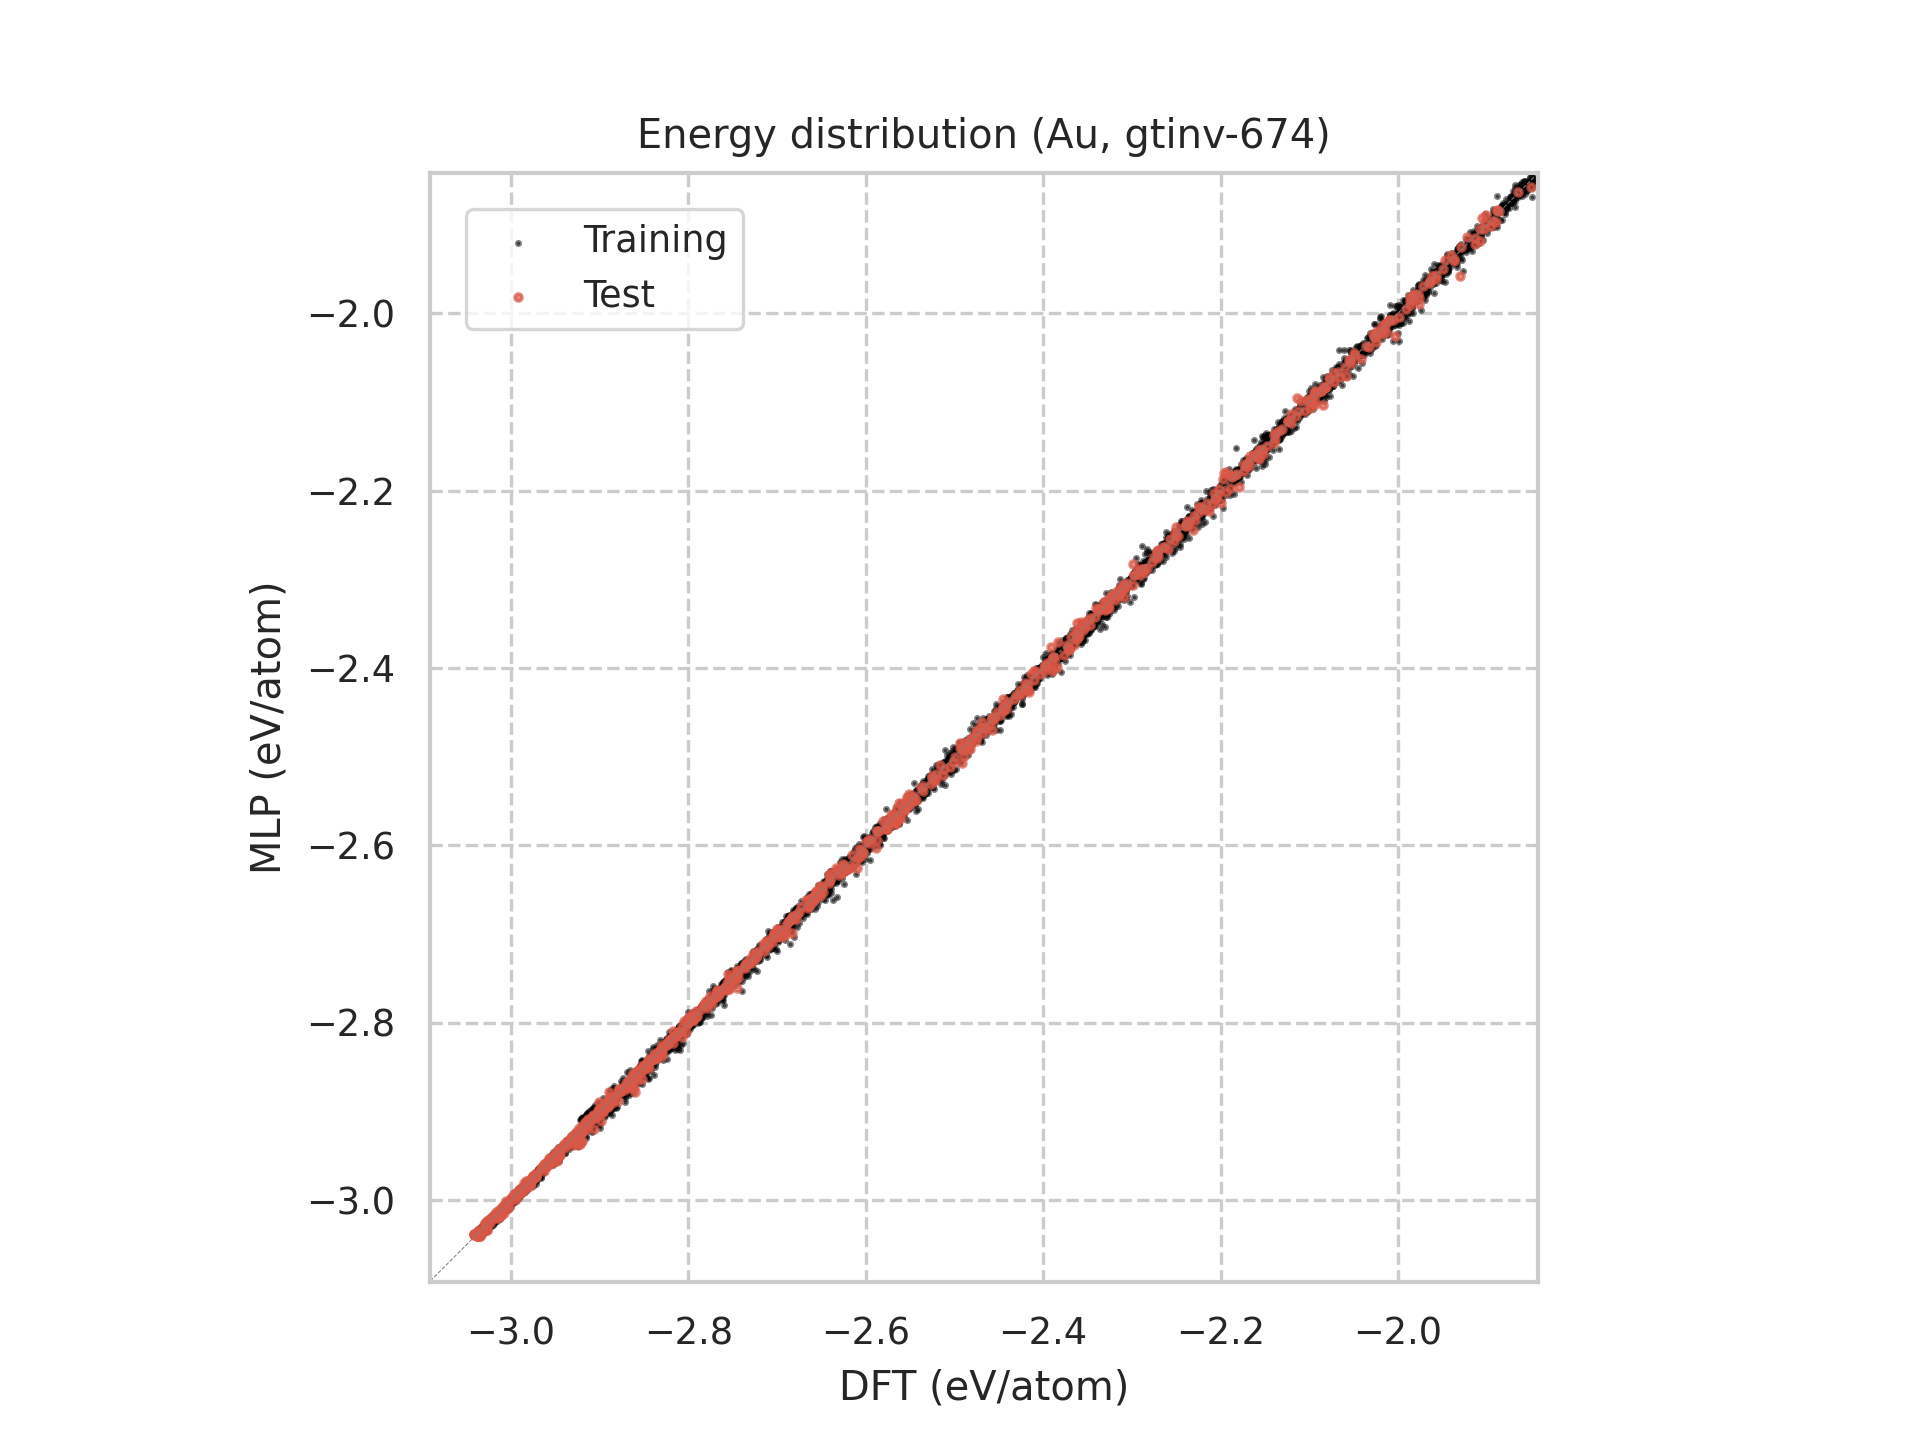 Energy distribution (Au, gtinv-674)
Training
Test
MLP (eV/atom)
−2.0
−2.2
−2.4
−2.6
−2.8
−3.0
−3.0 −2.8 −2.6 −2.4 −2.2 −2.0
DFT (eV/atom)